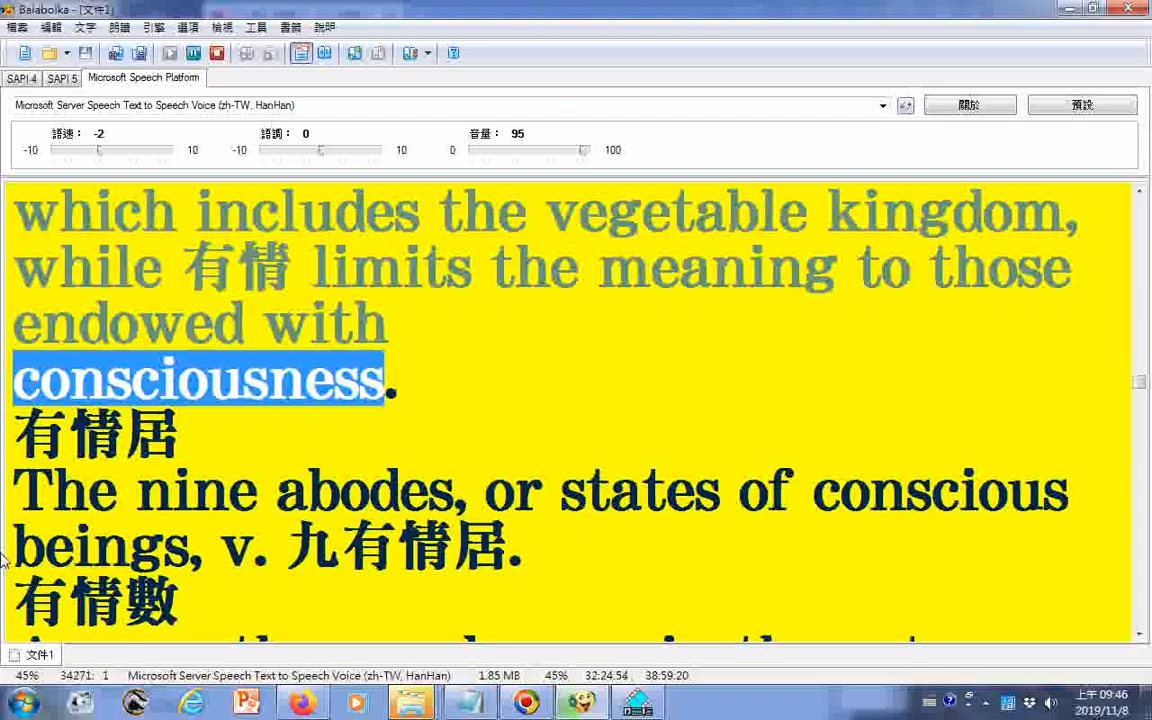 Balabolka - [文件1]
檔案 編輯 文字 朗讀 引擎 選項 檢視 工具 書籤 說明
SAPI 4 SAPI 5 Microsoft Speech Platform
Microsoft Server Speech Text to Speech Voice (zh-TW, HanHan) 關於 預設
語速： -2 語調： 0 音量： 95
-10 10 -10 10 0 100
which includes the vegetable kingdom,
while 有情 limits the meaning to those
endowed with
consciousness.
有情居
The nine abodes, or states of conscious
beings, v. 九有情居.
有情數
文件1
45% 34271: 1 Microsoft Server Speech Text to Speech Voice (zh-TW, HanHan) 1.85 MB 45% 32:24:54 38:59:20
上午 09:46
2019/11/8